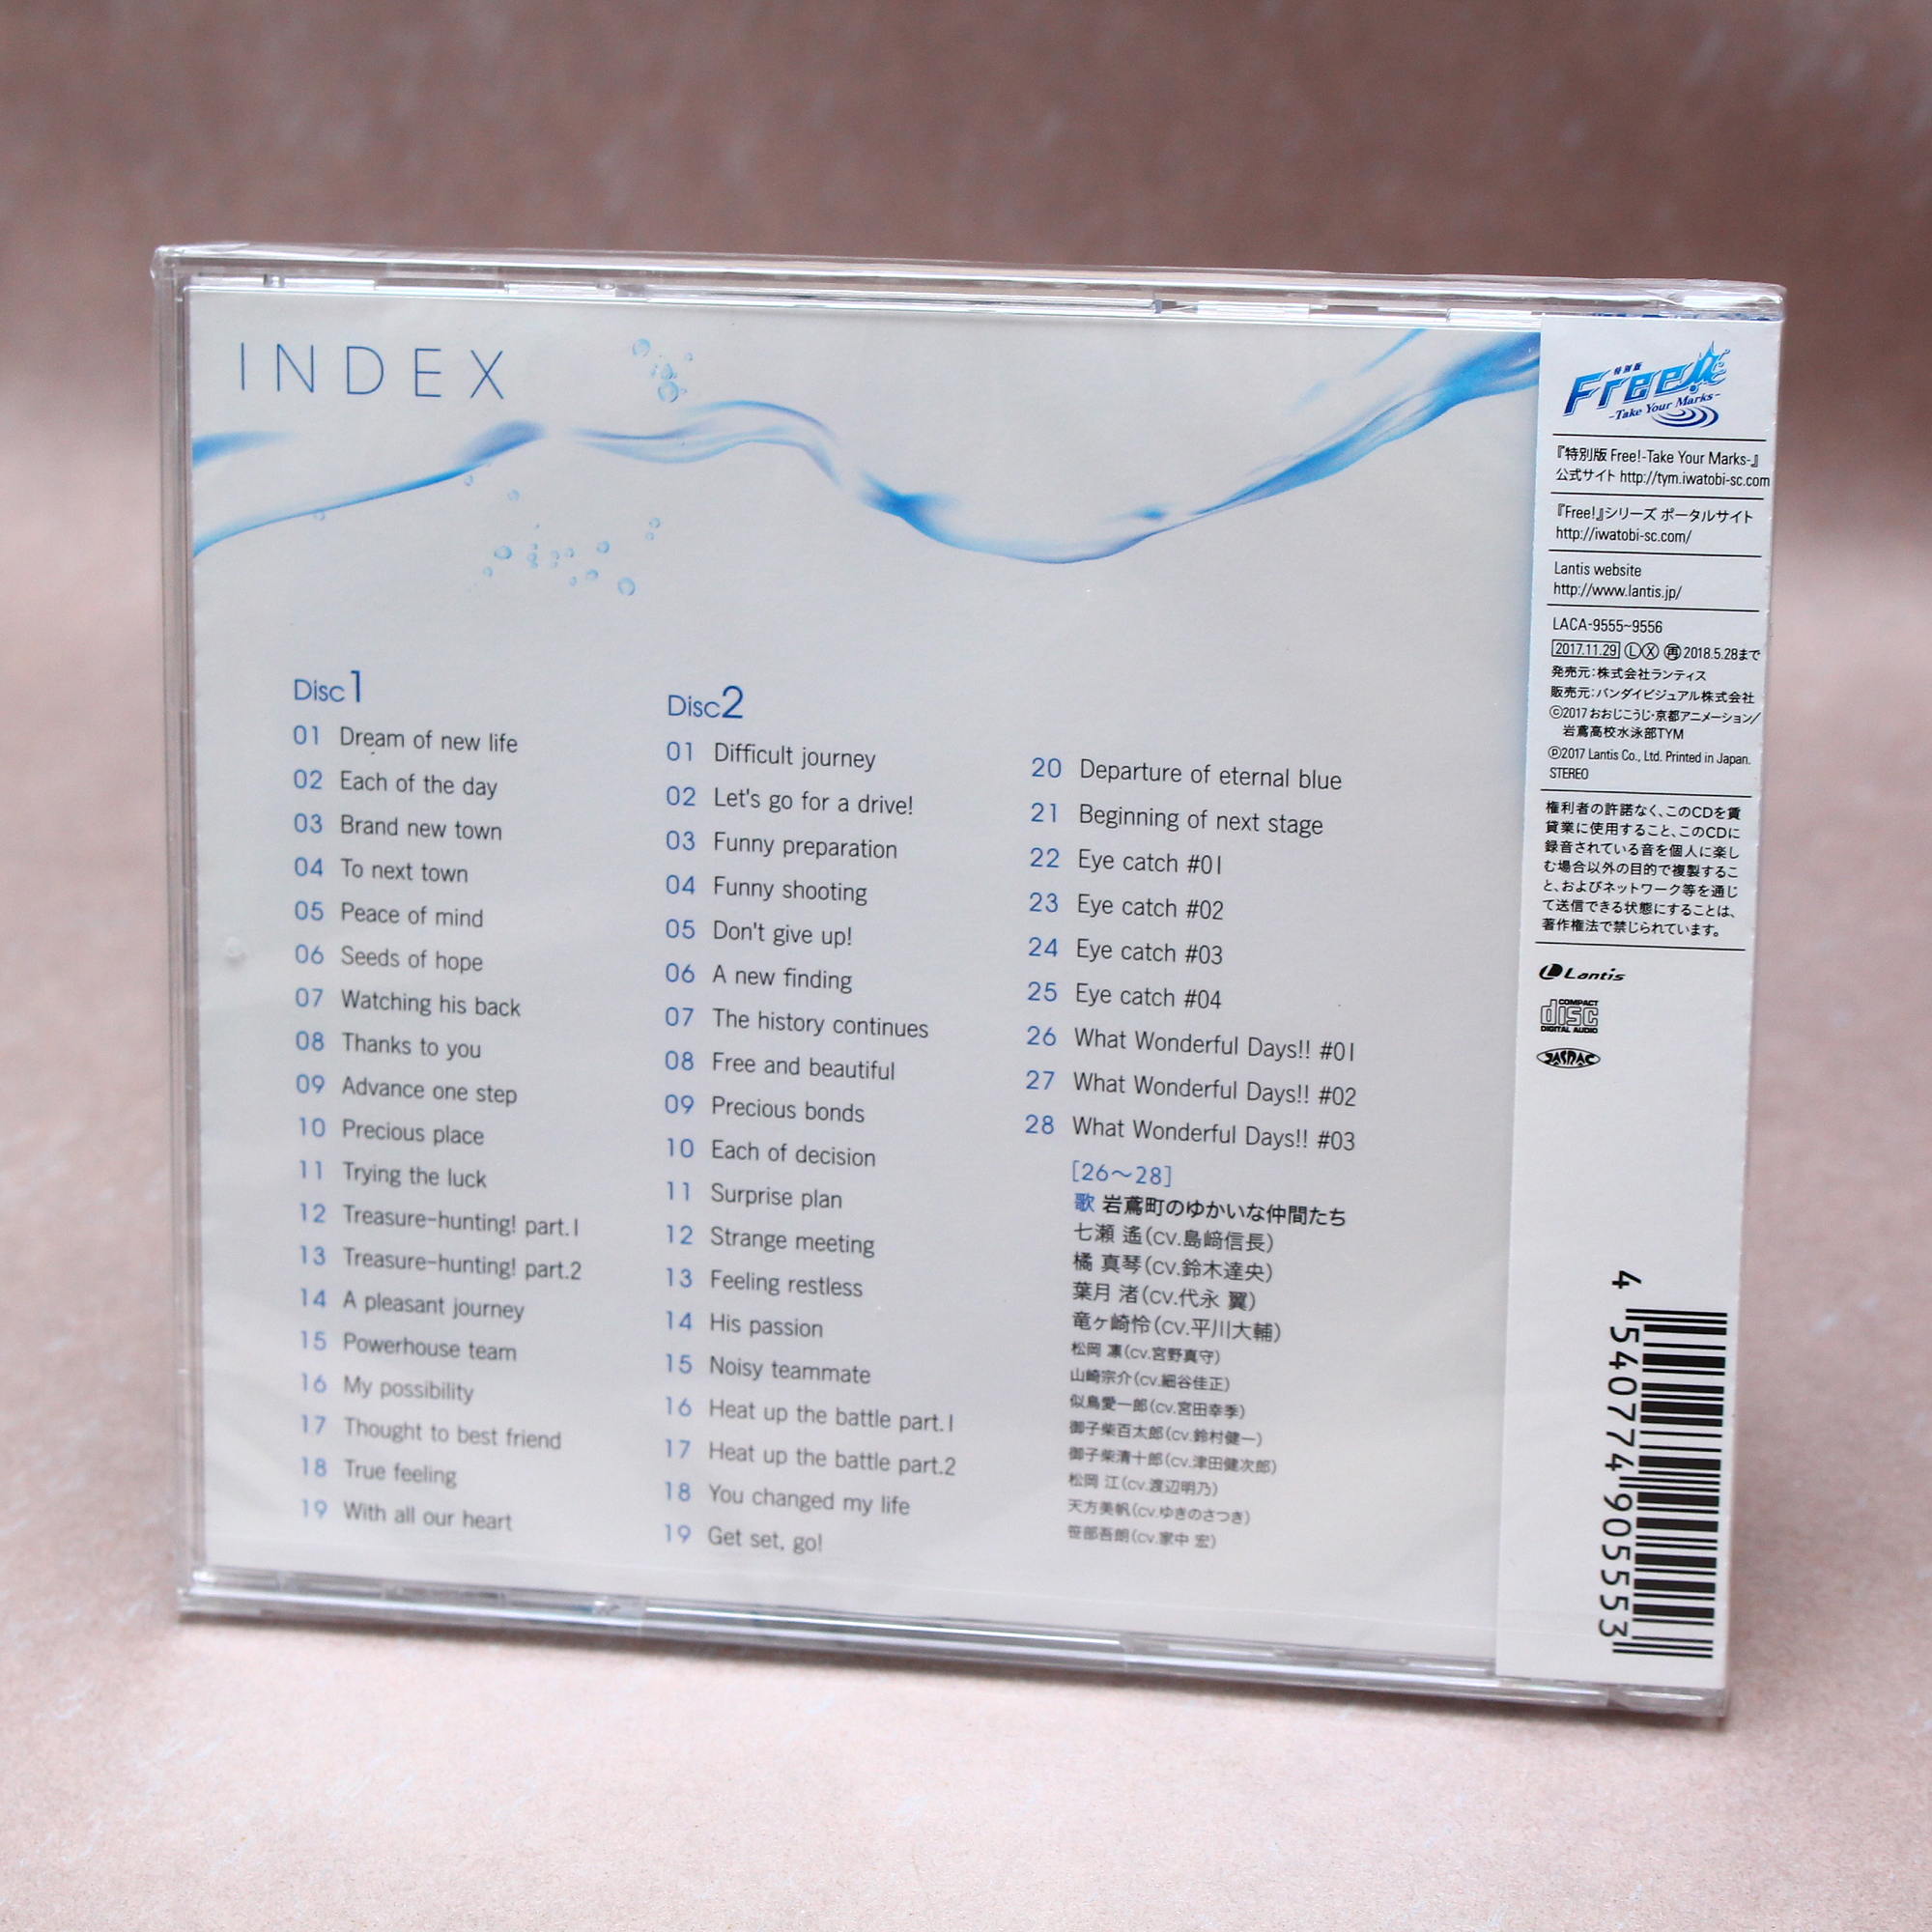 INDEX
Disc1
01 Dream of new life
02 Each of the day
03 Brand new town
04 To next town
05 Peace of mind
06 Seeds of hope
07 Watching his back
08 Thanks to you
09 Advance one step
10 Precious place
11 Trying the luck
12 Treasure-hunting! part.1
13 Treasure-hunting! part.2
14 A pleasant journey
15 Powerhouse team
16 My possibility
17 Thought to best friend
18 True feeling
19 With all our heart
Disc2
01 Difficult journey
02 Let's go for a drive!
03 Funny preparation
04 Funny shooting
05 Don't give up!
06 A new finding
07 The history continues
08 Free and beautiful
09 Precious bonds
10 Each of decision
11 Surprise plan
12 Strange meeting
13 Feeling restless
14 His passion
15 Noisy teammate
16 Heat up the battle part.1
17 Heat up the battle part.2
18 You changed my life
19 Get set, go!
20 Departure of eternal blue
21 Beginning of next stage
22 Eye catch #01
23 Eye catch #02
24 Eye catch #03
25 Eye catch #04
26 What Wonderful Days!! #01
27 What Wonderful Days!! #02
28 What Wonderful Days!! #03
[26〜28]
歌 岩鳶町のゆかいな仲間たち
七瀬 遙(cv.島﨑信長)
橘 真琴(cv.鈴木達央)
葉月 渚(cv.代永 翼)
竜ヶ崎怜(cv.平川大輔)
松岡 凛(cv.宮野真守)
山崎宗介(cv.細谷佳正)
似鳥愛一郎(cv.宮田幸季)
御子柴百太郎(cv.鈴村健一)
御子柴清十郎(cv.津田健次郎)
松岡 江(cv.渡辺明乃)
天方美帆(cv.ゆきのさつき)
笹部吾朗(cv.家中 宏)
特別版
Free!
-Take Your Marks-
『特別版 Free!-Take Your Marks-』
公式サイト http://tym.iwatobi-sc.com
『Free!』シリーズ ポータルサイト
http://iwatobi-sc.com/
Lantis website
http://www.lantis.jp/
LACA-9555~9556
2017.11.29 Ⓛ Ⓧ ㊢ 2018.5.28まで
発売元:株式会社ランティス
販売元:バンダイビジュアル株式会社
©2017 おおじこうじ・京都アニメーション/
岩鳶高校水泳部TYM
℗2017 Lantis Co., Ltd. Printed in Japan.
STEREO
権利者の許諾なく、このCDを賃
貸業に使用すること、このCDに
録音されている音を個人に楽し
む場合以外の目的で複製するこ
と、およびネットワーク等を通じ
て送信できる状態にすることは、
著作権法で禁じられています。
Lantis
COMPACT
disc
DIGITAL AUDIO
JASRAC
4 540774 905553